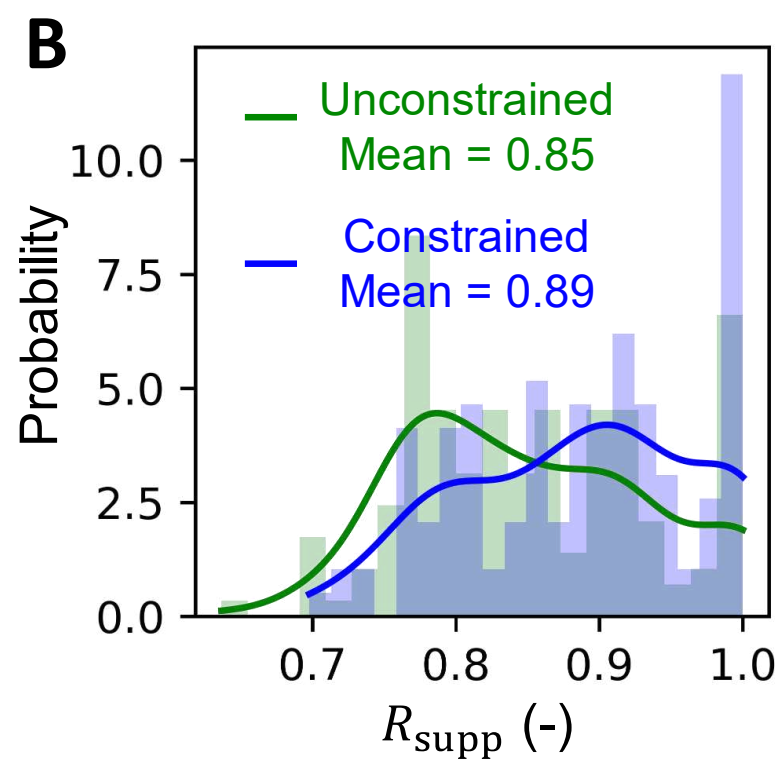 B
Unconstrained
Mean = 0.85
Constrained
Mean = 0.89
Probability
10.0
7.5
5.0
2.5
0.0
0.7 0.8 0.9 1.0
R_supp (-)